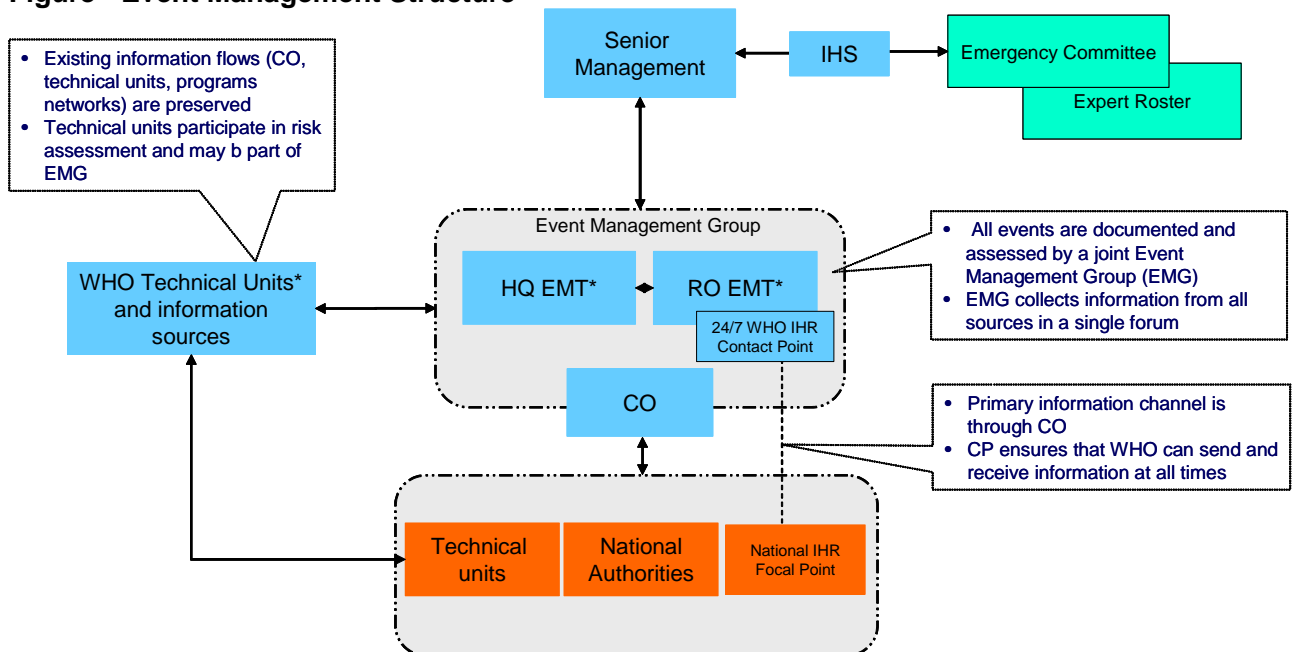 Figure - Event Management Structure
Senior
Management
IHS
Emergency Committee
Expert Roster
• Existing information flows (CO,
technical units, programs
networks) are preserved
• Technical units participate in risk
assessment and may b part of
EMG
Event Management Group
HQ EMT*
RO EMT*
24/7 WHO IHR
Contact Point
CO
• All events are documented and
assessed by a joint Event
Management Group (EMG)
• EMG collects information from all
sources in a single forum
WHO Technical Units*
and information
sources
• Primary information channel is
through CO
• CP ensures that WHO can send and
receive information at all times
Technical
units
National
Authorities
National IHR
Focal Point